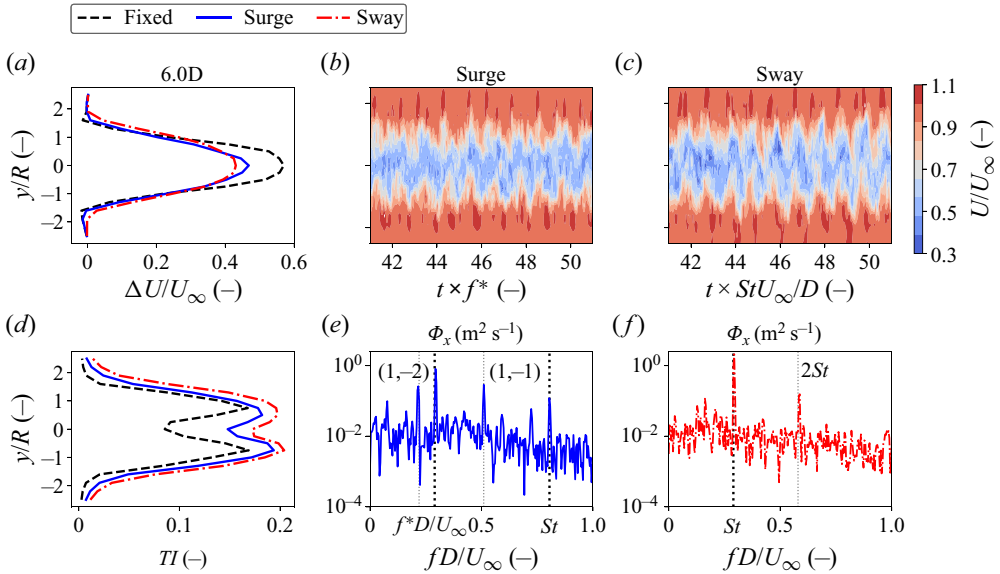 Fixed Surge Sway
(a) 6.0D
(b) Surge
(c) Sway
2
1
0
−1
−2
y/R (–)
0 0.2 0.4 0.6
ΔU/U∞ (–)
42 44 46 48 50
t × f* (–)
42 44 46 48 50
t × StU∞/D (–)
1.1
0.9
0.7
0.5
0.3
U/U∞ (–)
(d)
(e) Φx (m² s⁻¹)
(f) Φx (m² s⁻¹)
2
1
0
−1
−2
y/R (–)
0 0.1 0.2
TI (–)
10⁰
10⁻²
10⁻⁴
(1,–2)
(1,–1)
0 f*D/U∞ 0.5 St 1.0
fD/U∞ (–)
10⁰
10⁻²
10⁻⁴
2St
0 St 0.5 1.0
fD/U∞ (–)